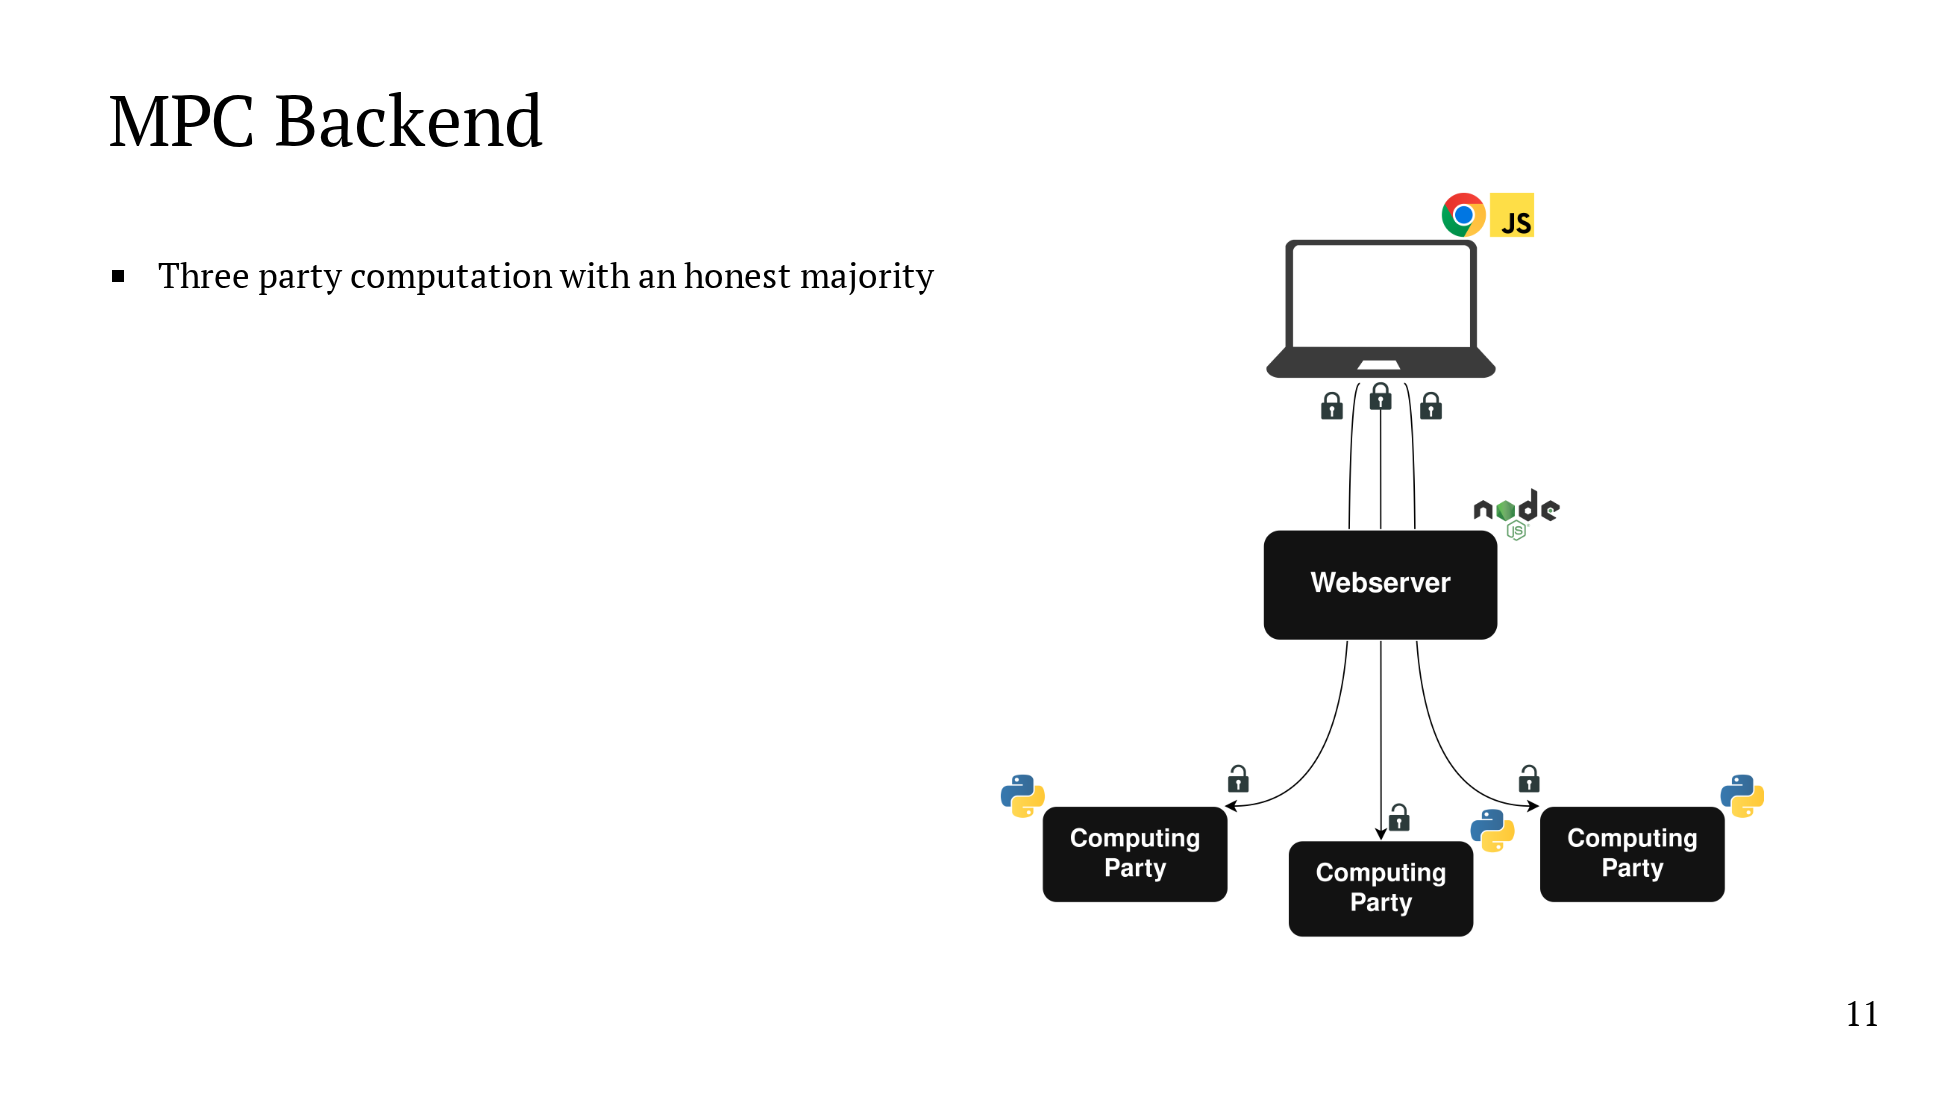 MPC Backend
Three party computation with an honest majority
JS
node
JS
Webserver
Computing
Party
Computing
Party
Computing
Party
11